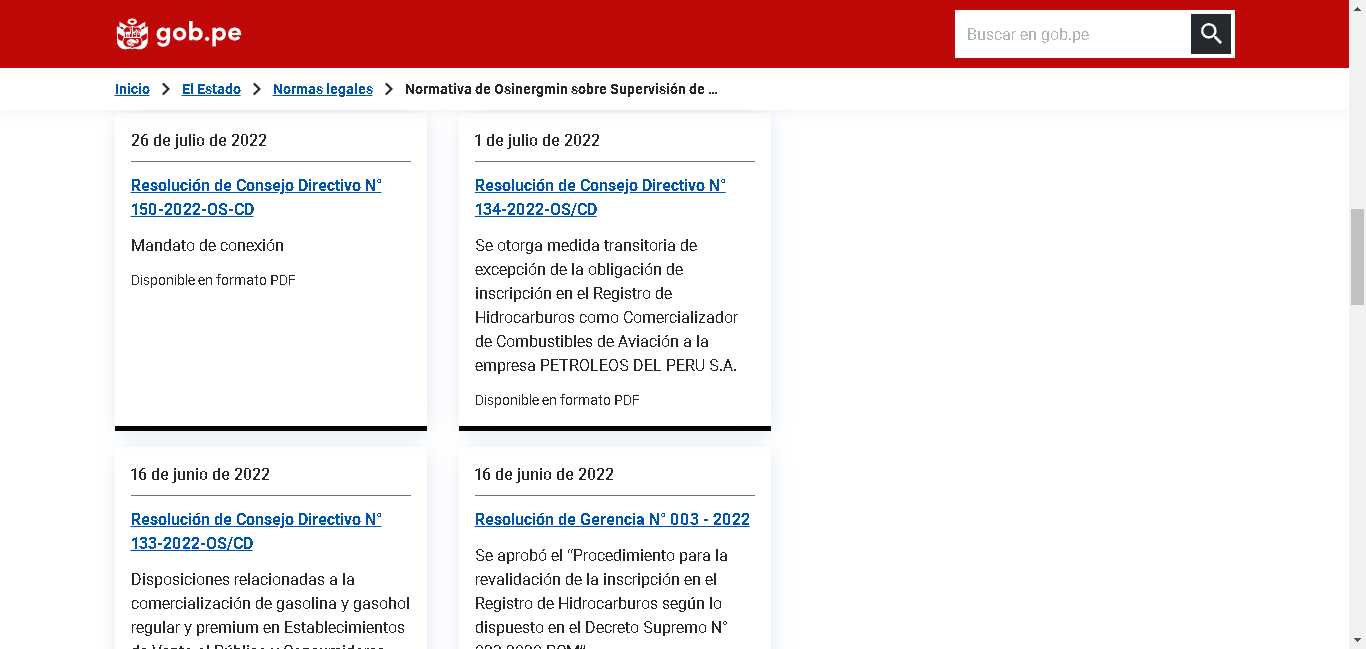 gob.pe
Buscar en gob.pe
Inicio > El Estado > Normas legales > Normativa de Osinergmin sobre Supervisión de ...
26 de julio de 2022
Resolución de Consejo Directivo N°
150-2022-OS-CD
Mandato de conexión
Disponible en formato PDF
1 de julio de 2022
Resolución de Consejo Directivo N°
134-2022-OS/CD
Se otorga medida transitoria de
excepción de la obligación de
inscripción en el Registro de
Hidrocarburos como Comercializador
de Combustibles de Aviación a la
empresa PETROLEOS DEL PERU S.A.
Disponible en formato PDF
16 de junio de 2022
Resolución de Consejo Directivo N°
133-2022-OS/CD
Disposiciones relacionadas a la
comercialización de gasolina y gasohol
regular y premium en Establecimientos
de Venta al Público y Consumidores
16 de junio de 2022
Resolución de Gerencia N° 003 - 2022
Se aprobó el “Procedimiento para la
revalidación de la inscripción en el
Registro de Hidrocarburos según lo
dispuesto en el Decreto Supremo N°